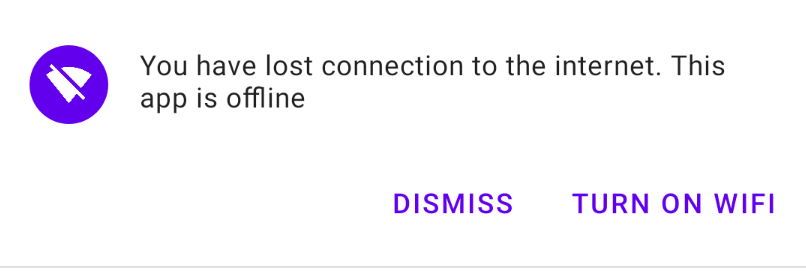 You have lost connection to the internet. This
app is offline
DISMISS TURN ON WIFI